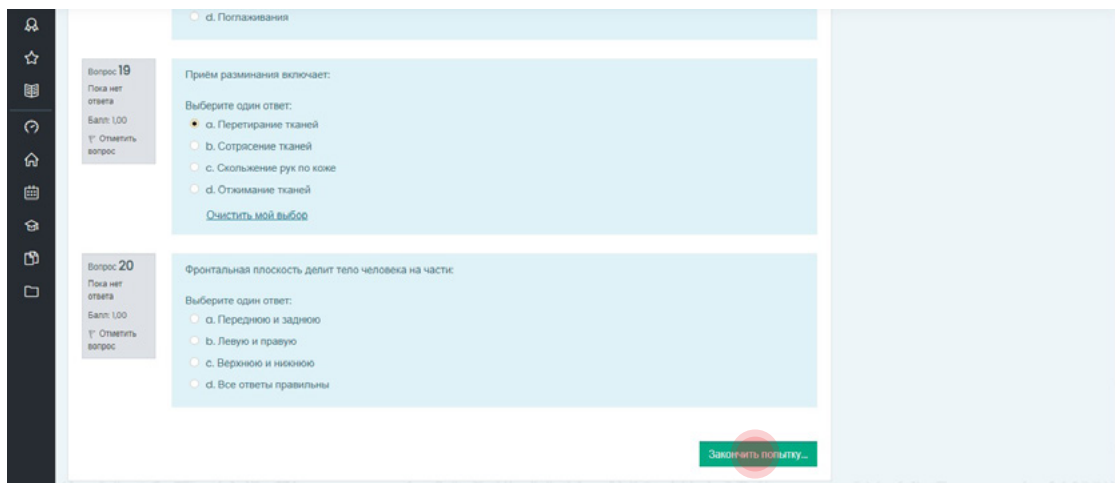 d. Поглаживания
Вопрос 19
Пока нет
ответа
Балл: 1,00
Отметить
вопрос
Приём разминания включает:
Выберите один ответ:
a. Перетирание тканей
b. Сотрясение тканей
c. Скольжение рук по коже
d. Отжимание тканей
Очистить мой выбор
Вопрос 20
Пока нет
ответа
Балл: 1,00
Отметить
вопрос
Фронтальная плоскость делит тело человека на части:
Выберите один ответ:
a. Переднюю и заднюю
b. Левую и правую
c. Верхнюю и нижнюю
d. Все ответы правильны
Закончить попытку...